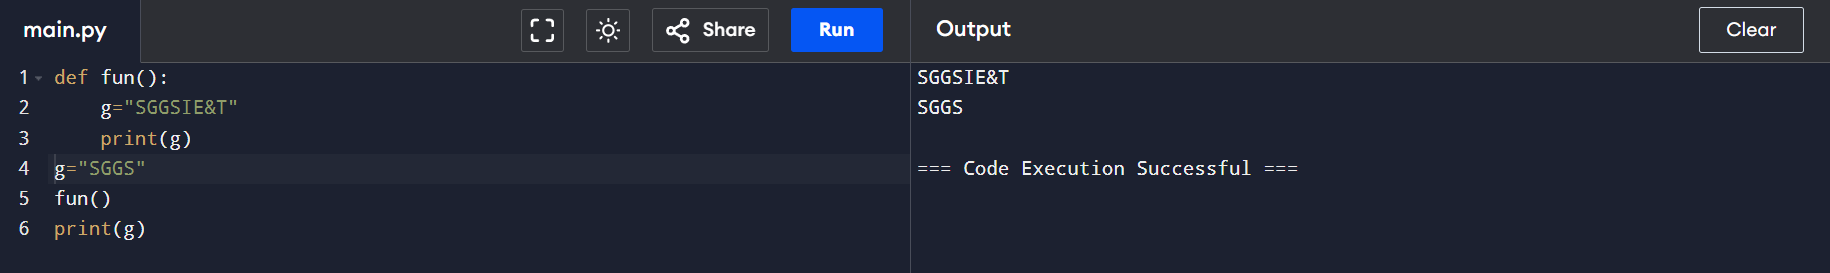 main.py
Share
Run
Output
Clear
1 def fun():
2     g="SGGSIE&T"
3     print(g)
4 g="SGGS"
5 fun()
6 print(g)
SGGSIE&T
SGGS
=== Code Execution Successful ===